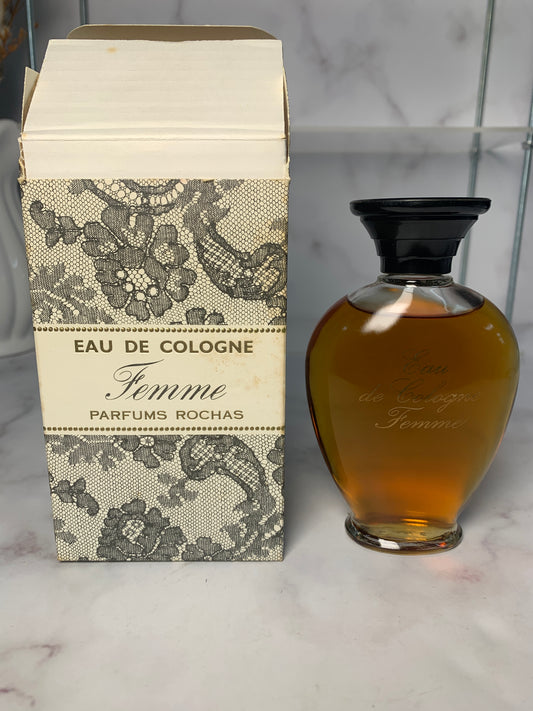 EAU DE COLOGNE
Femme
PARFUMS ROCHAS
Eau
de Cologne
Femme